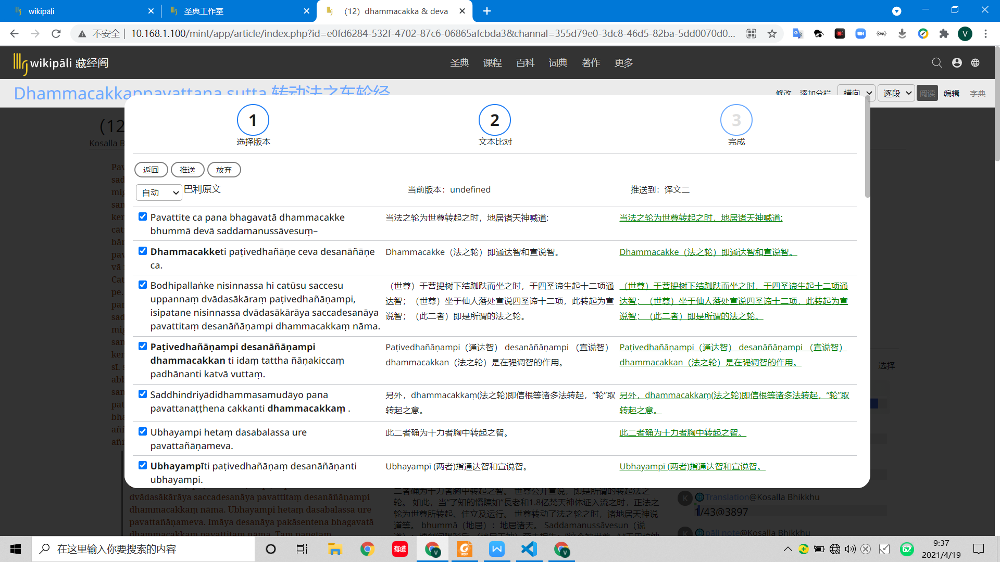 wikipāli
圣典工作室
（12）dhammacakka & deva
不安全
10.168.1.100/mint/app/article/index.php?id=e0fd6284-532f-4702-87c6-06865afcbda3&channal=355d79e0-3dc8-46d5-82ba-5dd0070d0...
V
wikipāli 藏经阁
圣典 课程 百科 词典 著作 更多
Dhammacakkappavattana sutta 转动法之车轮经
修改 添加分栏 横向 逐段 阅读 编辑 字典
（12
Kosalla B
1
2
3
选择版本
文本比对
完成
返回 推送 放弃
自动 巴利原文
当前版本：undefined
推送到：译文二
Pavattite ca pana bhagavatā dhammacakke
bhummā devā saddamanussāvesuṃ–
当法之轮为世尊转起之时，地居诸天神喊道:
当法之轮为世尊转起之时，地居诸天神喊道:
Dhammacakketi paṭivedhañāṇe ceva desanāñāṇe
ca.
Dhammacakke（法之轮）即通达智和宣说智。
Dhammacakke（法之轮）即通达智和宣说智。
Bodhipallaṅke nisinnassa hi catūsu saccesu
uppannaṃ dvādasākāraṃ paṭivedhañāṇampi,
isipatane nisinnassa dvādasākārāya saccadesanāya
pavattitaṃ desanāñāṇampi dhammacakkaṃ nāma.
（世尊）于菩提树下结跏趺而坐之时，于四圣谛生起十二项通
达智；（世尊）坐于仙人落处宣说四圣谛十二项，此转起为宣
说智；（此二者）即是所谓的法之轮。
（世尊）于菩提树下结跏趺而坐之时，于四圣谛生起十二项通
达智；（世尊）坐于仙人落处宣说四圣谛十二项，此转起为宣
说智；（此二者）即是所谓的法之轮。
Paṭivedhañāṇampi desanāñāṇampi
dhammacakkan ti idaṃ tattha ñāṇakiccaṃ
padhānanti katvā vuttaṃ.
Paṭivedhañāṇampi（通达智） desanāñāṇampi （宣说智）
dhammacakkan（法之轮）是在强调智的作用。
Paṭivedhañāṇampi（通达智） desanāñāṇampi （宣说智）
dhammacakkan（法之轮）是在强调智的作用。
Saddhindriyādidhammasamudāyo pana
pavattanaṭṭhena cakkanti dhammacakkaṃ .
另外，dhammacakkaṃ(法之轮)即信根等诸多法转起，“轮”取
转起之意。
另外，dhammacakkaṃ(法之轮)即信根等诸多法转起，“轮”取
转起之意。
Ubhayampi hetaṃ dasabalassa ure
pavattañāṇameva.
此二者确为十力者胸中转起之智。
此二者确为十力者胸中转起之智。
Ubhayampīti paṭivedhañāṇaṃ desanāñāṇanti
ubhayampi.
Ubhayampī (两者)指通达智和宣说智。
Ubhayampī (两者)指通达智和宣说智。
选择
dvādasākārāya saccadesanāya pavattitaṃ desanāñāṇampi
dhammacakkaṃ nāma. Ubhayampi hetaṃ dasabalassa ure
pavattañāṇameva. Imāya desanāya pakāsentena bhagavatā
dhammacakkaṃ pavattitaṃ nāma. Taṃ panetaṃ
二者确为十力者胸中转起之智。 世尊公开宣说，即是所谓的转起法之
轮。 如此，当“了知的憍陳如“長老和1.8亿梵天神体证入流之时，正法之
轮为世尊所转起、住立及运行。 世尊转动了法之轮之时，诸地居天神说
道等。 bhummā（地居）：地居诸天。 Saddamanussāvesun（说
K
Translation@Kosalla Bhikkhu
1/43@3897
K
pāli note@Kosalla Bhikkhu
在这里输入你要搜索的内容
有道
PDF
62
9:37
2021/4/19